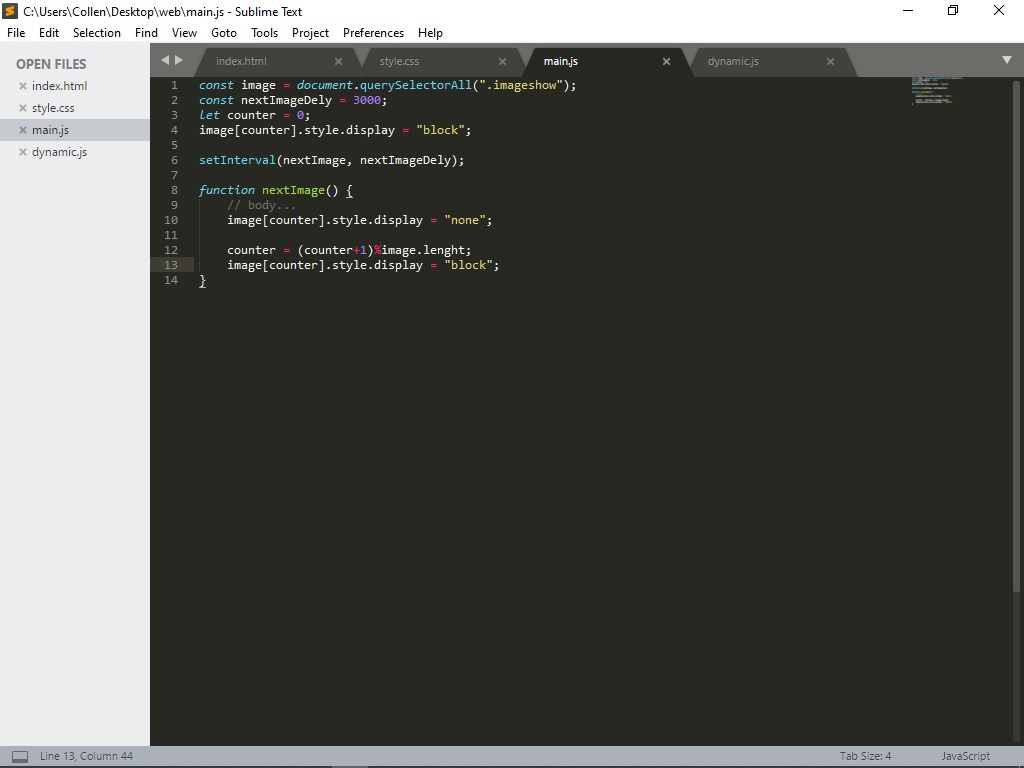 C:\Users\Collen\Desktop\web\main.js - Sublime Text
File Edit Selection Find View Goto Tools Project Preferences Help
OPEN FILES
index.html
style.css
main.js
dynamic.js
index.html style.css main.js dynamic.js
1 const image = document.querySelectorAll(".imageshow");
2 const nextImageDely = 3000;
3 let counter = 0;
4 image[counter].style.display = "block";
5
6 setInterval(nextImage, nextImageDely);
7
8 function nextImage() {
9 // body...
10 image[counter].style.display = "none";
11
12 counter = (counter+1)%image.lenght;
13 image[counter].style.display = "block";
14 }
Line 13, Column 44 Tab Size: 4 JavaScript